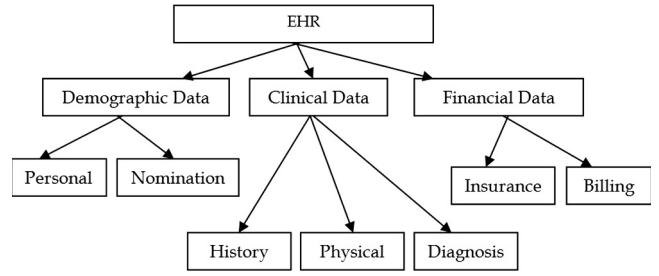 EHR
Demographic Data
Clinical Data
Financial Data
Personal
Nomination
Insurance
Billing
History
Physical
Diagnosis